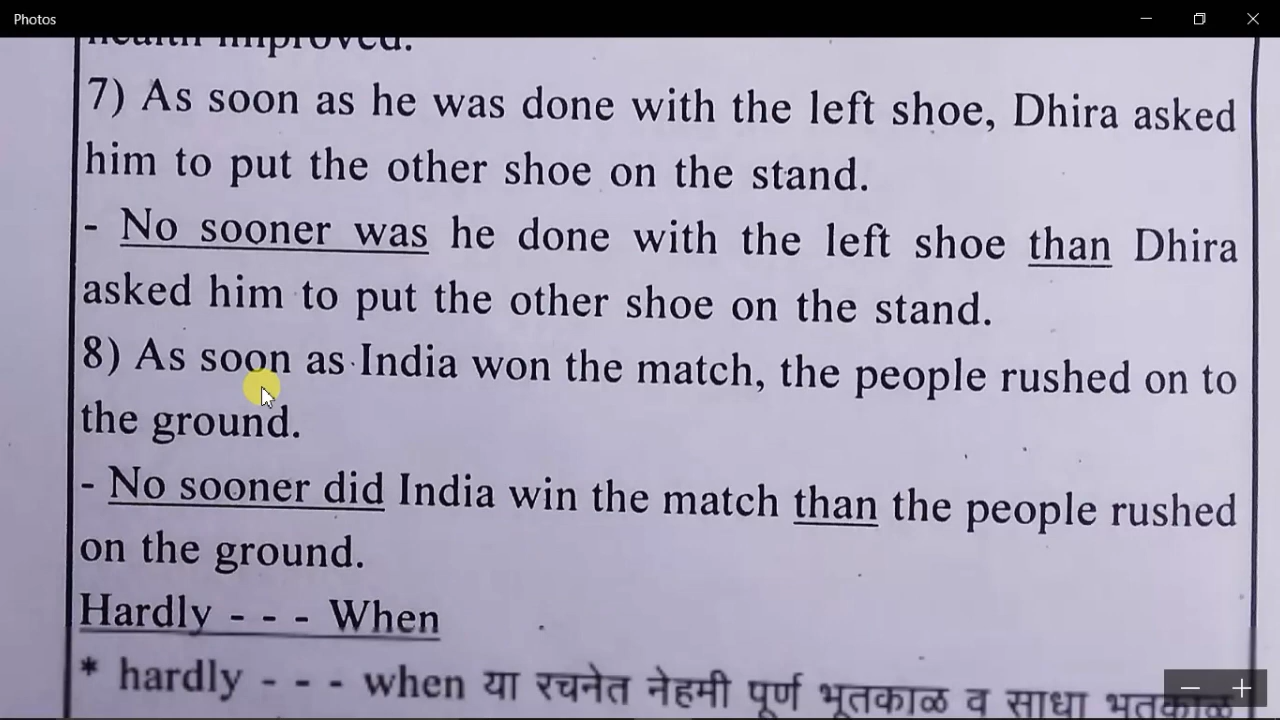 Photos
health improved.
7) As soon as he was done with the left shoe, Dhira asked
him to put the other shoe on the stand.
- No sooner was he done with the left shoe than Dhira
asked him to put the other shoe on the stand.
8) As soon as India won the match, the people rushed on to
the ground.
- No sooner did India win the match than the people rushed
on the ground.
Hardly - - - When
* hardly - - - when या रचनेत नेहमी पूर्ण भूतकाळ व साधा भूतकाळ